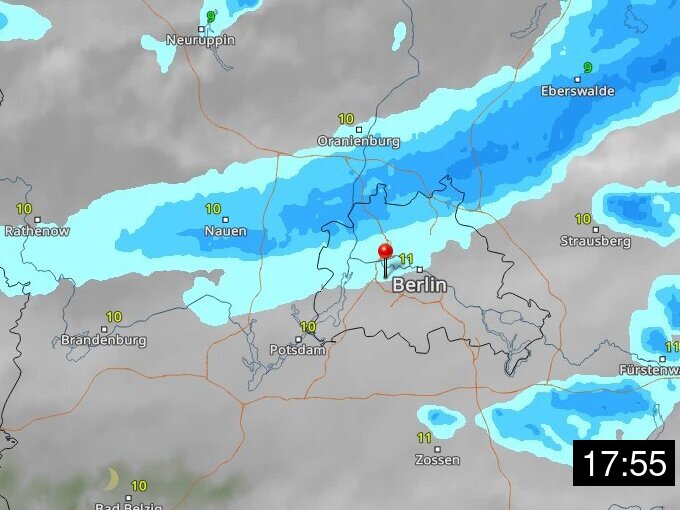 9
Neuruppin
9
Eberswalde
10
Oranienburg
10
Rathenow
10
Nauen
10
Strausberg
11
Berlin
10
Brandenburg
10
Potsdam
11
Fürstenwa
11
Zossen
17:55
10
Bad Belzig